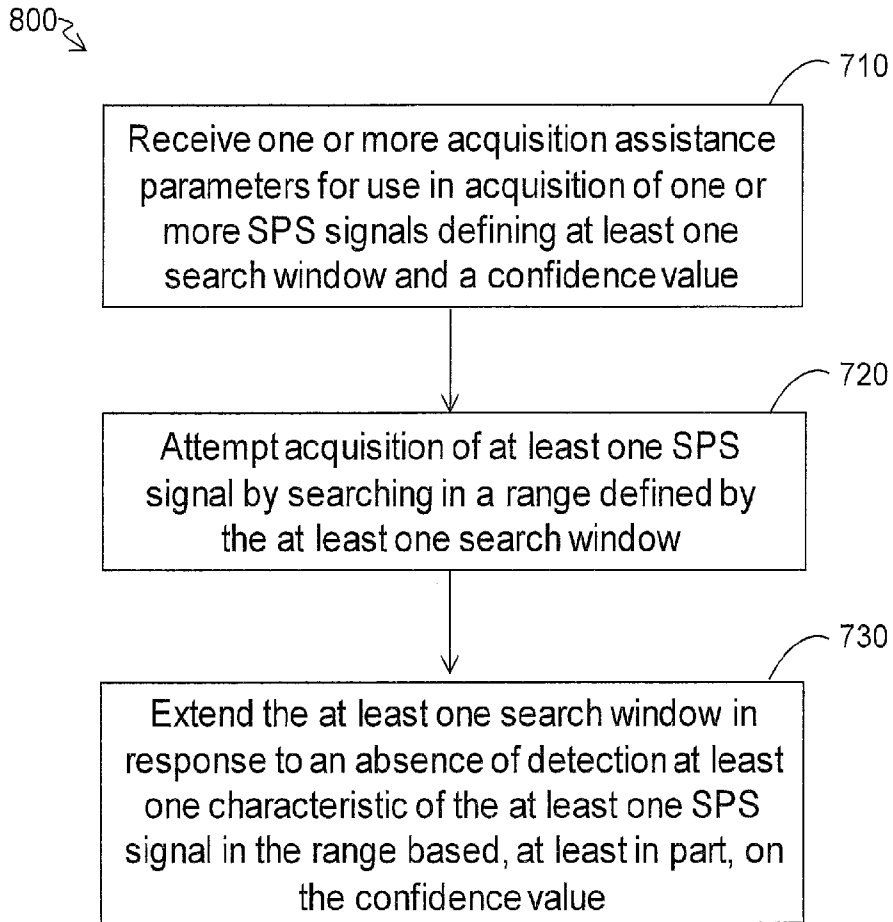 800
710
Receive one or more acquisition assistance
parameters for use in acquisition of one or
more SPS signals defining at least one
search window and a confidence value
720
Attempt acquisition of at least one SPS
signal by searching in a range defined by
the at least one search window
730
Extend the at least one search window in
response to an absence of detection at least
one characteristic of the at least one SPS
signal in the range based, at least in part, on
the confidence value